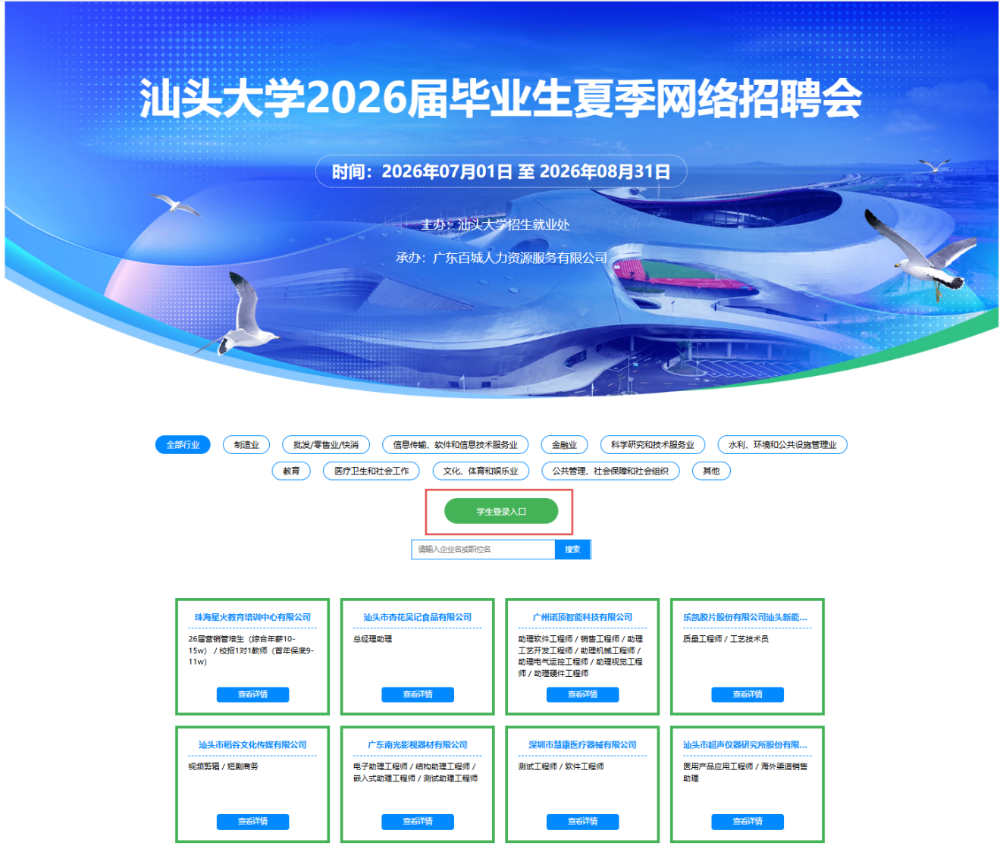 汕头大学2026届毕业生夏季网络招聘会
时间：2026年07月01日 至 2026年08月31日
主办：汕头大学招生就业处
承办：广东百城人力资源服务有限公司
全部行业 制造业 批发/零售业/快消 信息传输、软件和信息技术服务业 金融业 科学研究和技术服务业 水利、环境和公共设施管理业
教育 医疗卫生和社会工作 文化、体育和娱乐业 公共管理、社会保障和社会组织 其他
学生登录入口
请输入企业名或职位名 搜索
珠海星火教育培训中心有限公司
26届营销管培生（综合年薪10-
15w） / 校招1对1教师（首年保底9-
11w）
查看详情
汕头市杏花吴记食品有限公司
总经理助理
查看详情
广州诺顶智能科技有限公司
助理软件工程师 / 销售工程师 / 助理
工艺开发工程师 / 助理机械工程师 /
助理电气运控工程师 / 助理视觉工程
师 / 助理硬件工程师
查看详情
乐凯胶片股份有限公司汕头新能...
质量工程师 / 工艺技术员
查看详情
汕头市稻谷文化传媒有限公司
视频剪辑 / 短剧商务
查看详情
广东南光影视器材有限公司
电子助理工程师 / 结构助理工程师 /
嵌入式助理工程师 / 测试助理工程师
查看详情
深圳市慧康医疗器械有限公司
测试工程师 / 软件工程师
查看详情
汕头市超声仪器研究所股份有限...
医用产品应用工程师 / 海外渠道销售
助理
查看详情